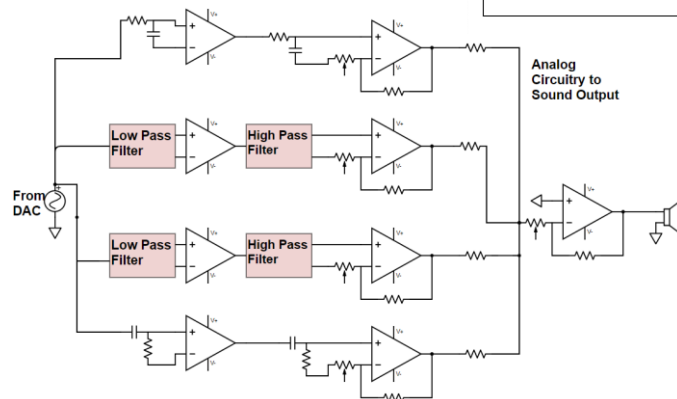 V+
V-
V+
V-
Analog
Circuitry to
Sound Output
Low Pass
Filter
V+
V-
High Pass
Filter
V+
V-
From
DAC
V+
V-
Low Pass
Filter
V+
V-
High Pass
Filter
V+
V-
V+
V-
V+
V-